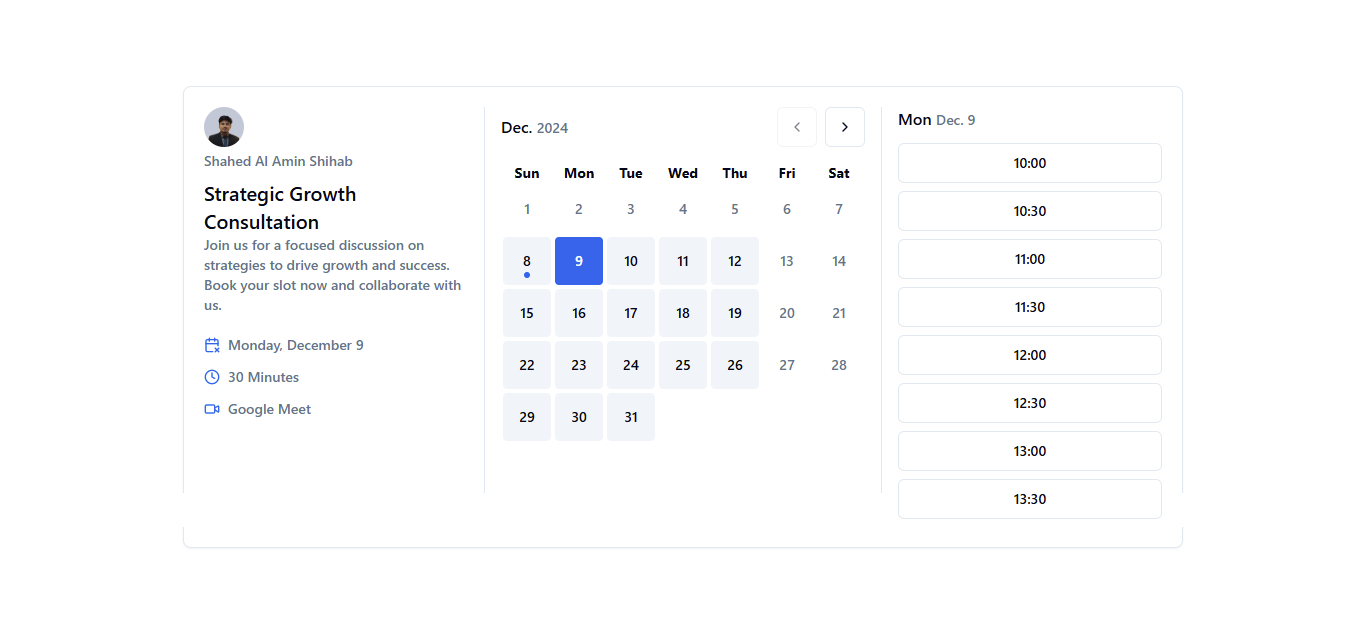 Shahed Al Amin Shihab
Strategic Growth
Consultation
Join us for a focused discussion on
strategies to drive growth and success.
Book your slot now and collaborate with
us.
Monday, December 9
30 Minutes
Google Meet
Dec. 2024
Sun Mon Tue Wed Thu Fri Sat
1 2 3 4 5 6 7
8 9 10 11 12 13 14
15 16 17 18 19 20 21
22 23 24 25 26 27 28
29 30 31
Mon Dec. 9
10:00
10:30
11:00
11:30
12:00
12:30
13:00
13:30